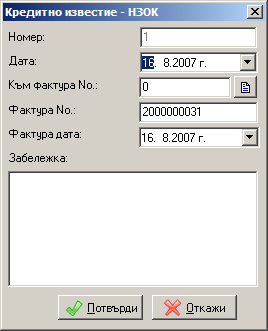 Кредитно известие - НЗОК
Номер: 1
Дата: 16. 8.2007 г.
Към фактура No.: 0
Фактура No.: 2000000031
Фактура дата: 16. 8.2007 г.
Забележка:
Потвърди Откажи